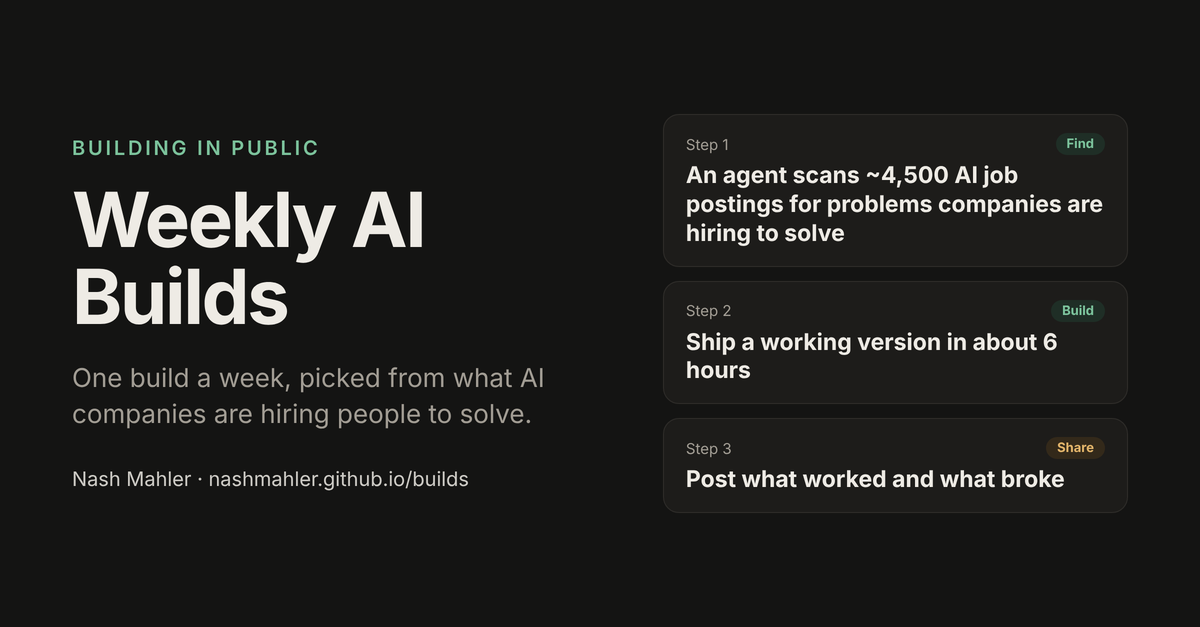 BUILDING IN PUBLIC
Weekly AI
Builds
One build a week, picked from what AI
companies are hiring people to solve.
Nash Mahler · nashmahler.github.io/builds
Step 1
Find
An agent scans ~4,500 AI job
postings for problems companies are
hiring to solve
Step 2
Build
Ship a working version in about 6
hours
Step 3
Share
Post what worked and what broke